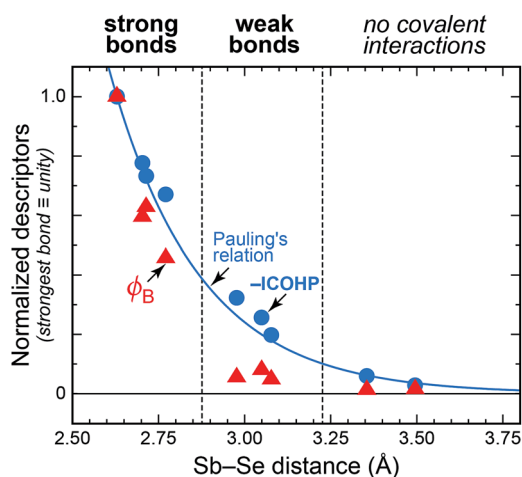 strong
bonds
weak
bonds
no covalent
interactions
Normalized descriptors
(strongest bond ≡ unity)
1.0
0
Pauling's
relation
–ICOHP
ϕB
2.50 2.75 3.00 3.25 3.50 3.75
Sb–Se distance (Å)